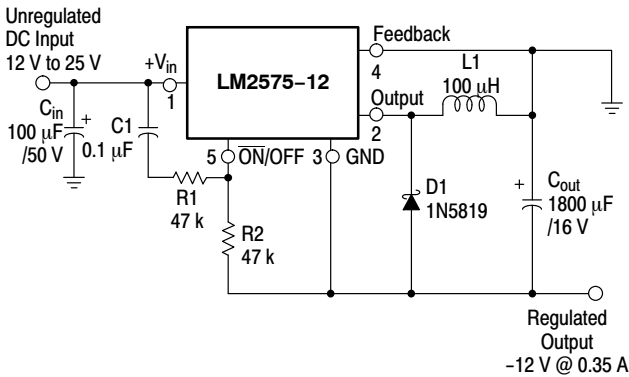 Unregulated
DC Input
12 V to 25 V
+Vin
1
LM2575–12
Feedback
4
L1
100 µH
Output
2
Cin
100 µF
/50 V
+
C1
0.1 µF
5
ON/OFF
3
GND
R1
47 k
R2
47 k
D1
1N5819
+
Cout
1800 µF
/16 V
Regulated
Output
–12 V @ 0.35 A